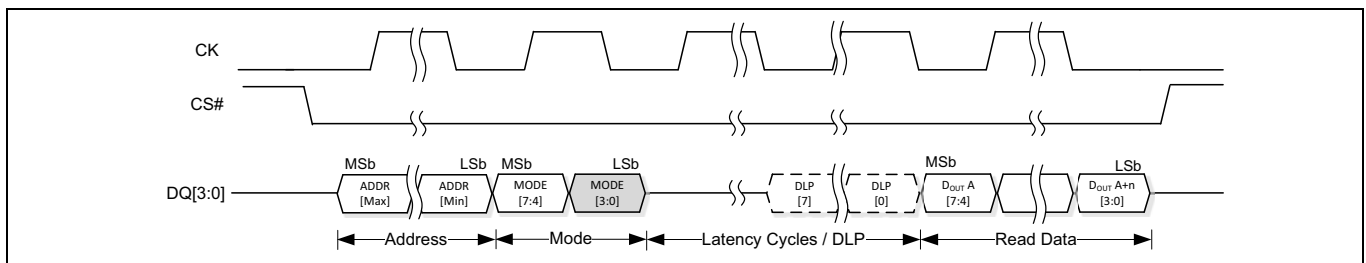 CK
CS#
MSb LSb MSb LSb MSb LSb
DQ[3:0]
ADDR [Max]
ADDR [Min]
MODE [7:4]
MODE [3:0]
DLP [7]
DLP [0]
DOUT A [7:4]
DOUT A+n [3:0]
Address Mode Latency Cycles / DLP Read Data